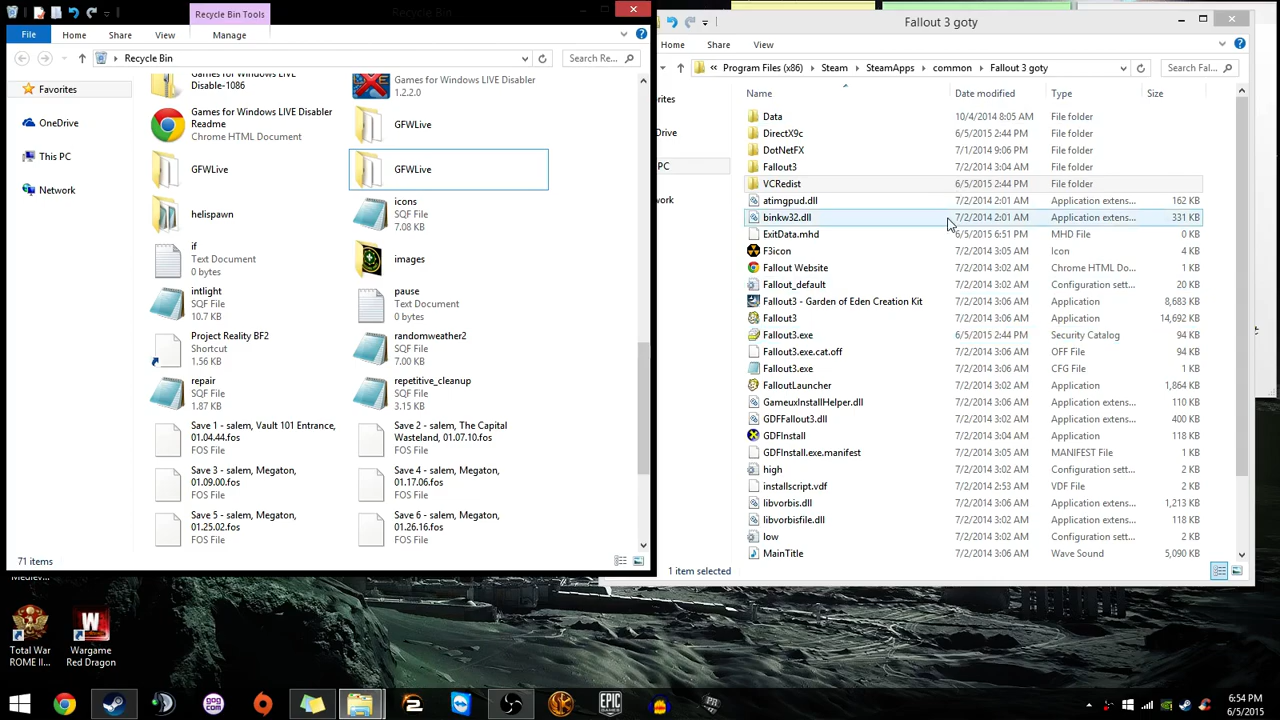 Recycle Bin Tools
Recycle Bin
File
Home
Share
View
Manage
Recycle Bin
Search Re...
Favorites
OneDrive
This PC
Network
Games for Windows LIVE
Disabler-1086
Games for Windows LIVE Disabler
1.2.2.0
Games for Windows LIVE Disabler
Readme
Chrome HTML Document
GFWLive
GFWLive
GFWLive
helispawn
icons
SQF File
7.08 KB
if
Text Document
0 bytes
images
intlight
SQF File
10.7 KB
pause
Text Document
0 bytes
Project Reality BF2
Shortcut
1.56 KB
randomweather2
SQF File
7.00 KB
repair
SQF File
1.87 KB
repetitive_cleanup
SQF File
3.15 KB
Save 1 - salem, Vault 101 Entrance,
01.04.44.fos
FOS File
Save 2 - salem, The Capital
Wasteland, 01.07.10.fos
FOS File
Save 3 - salem, Megaton,
01.09.00.fos
FOS File
Save 4 - salem, Megaton,
01.17.06.fos
FOS File
Save 5 - salem, Megaton,
01.25.02.fos
FOS File
Save 6 - salem, Megaton,
01.26.16.fos
FOS File
71 items
Fallout 3 goty
Home
Share
View
Program Files (x86)
Steam
SteamApps
common
Fallout 3 goty
Search Fal...
rites
rive
PC
work
Name Date modified Type Size
Data 10/4/2014 8:05 AM File folder
DirectX9c 6/5/2015 2:44 PM File folder
DotNetFX 7/1/2014 9:06 PM File folder
Fallout3 7/2/2014 3:04 AM File folder
VCRedist 6/5/2015 2:44 PM File folder
atimgpud.dll 7/2/2014 2:01 AM Application extens... 162 KB
binkw32.dll 7/2/2014 2:01 AM Application extens... 331 KB
ExitData.mhd 6/5/2015 6:51 PM MHD File 0 KB
F3icon 7/2/2014 3:05 AM Icon 4 KB
Fallout Website 7/2/2014 3:02 AM Chrome HTML Do... 1 KB
Fallout_default 7/2/2014 3:02 AM Configuration sett... 20 KB
Fallout3 - Garden of Eden Creation Kit 7/2/2014 3:06 AM Application 8,683 KB
Fallout3 7/2/2014 3:06 AM Application 14,692 KB
Fallout3.exe 6/5/2015 2:44 PM Security Catalog 94 KB
Fallout3.exe.cat.off 7/2/2014 3:06 AM OFF File 94 KB
Fallout3.exe 7/2/2014 3:06 AM CFG File 1 KB
FalloutLauncher 7/2/2014 3:06 AM Application 1,864 KB
GameuxInstallHelper.dll 7/2/2014 3:06 AM Application extens... 110 KB
GDFFallout3.dll 7/2/2014 3:02 AM Application extens... 400 KB
GDFInstall 7/2/2014 3:04 AM Application 118 KB
GDFInstall.exe.manifest 7/2/2014 3:05 AM MANIFEST File 1 KB
high 7/2/2014 3:02 AM Configuration sett... 2 KB
installscript.vdf 7/2/2014 2:53 AM VDF File 2 KB
libvorbis.dll 7/2/2014 3:06 AM Application extens... 1,213 KB
libvorbisfile.dll 7/2/2014 3:02 AM Application extens... 118 KB
low 7/2/2014 3:02 AM Configuration sett... 2 KB
MainTitle 7/2/2014 3:06 AM Wave Sound 5,090 KB
1 item selected
Total War
ROME II...
WARGAME
Wargame
Red Dragon
gog
com
EPIC
GAMES
6:54 PM
6/5/2015